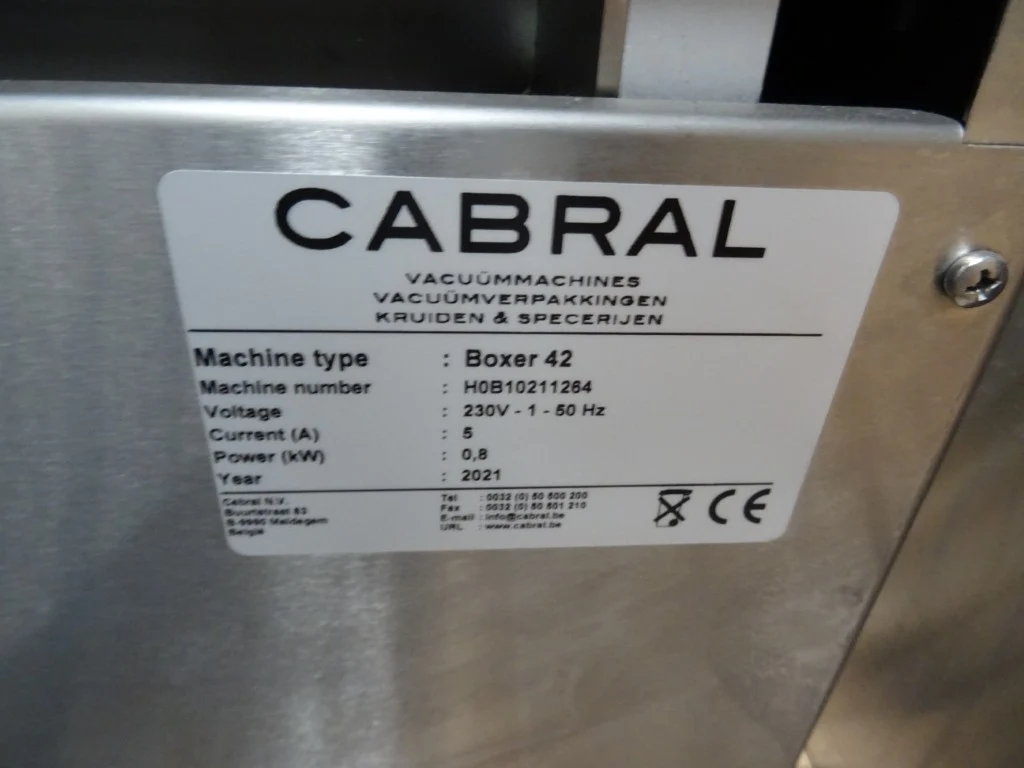 CABRAL
VACUÜMMACHINES
VACUÜMVERPAKKINGEN
KRUIDEN & SPECERIJEN
Machine type : Boxer 42
Machine number : H0B10211264
Voltage : 230V - 1 - 50 Hz
Current (A) : 5
Power (kW) : 0,8
Year : 2021
Cabral N.V. Tel : 0032 (0) 50 500 200
Buurtstraat 53 Fax : 0032 (0) 50 501 210
B-9990 Maldegem E-mail : info@cabral.be
België URL : www.cabral.be
CE